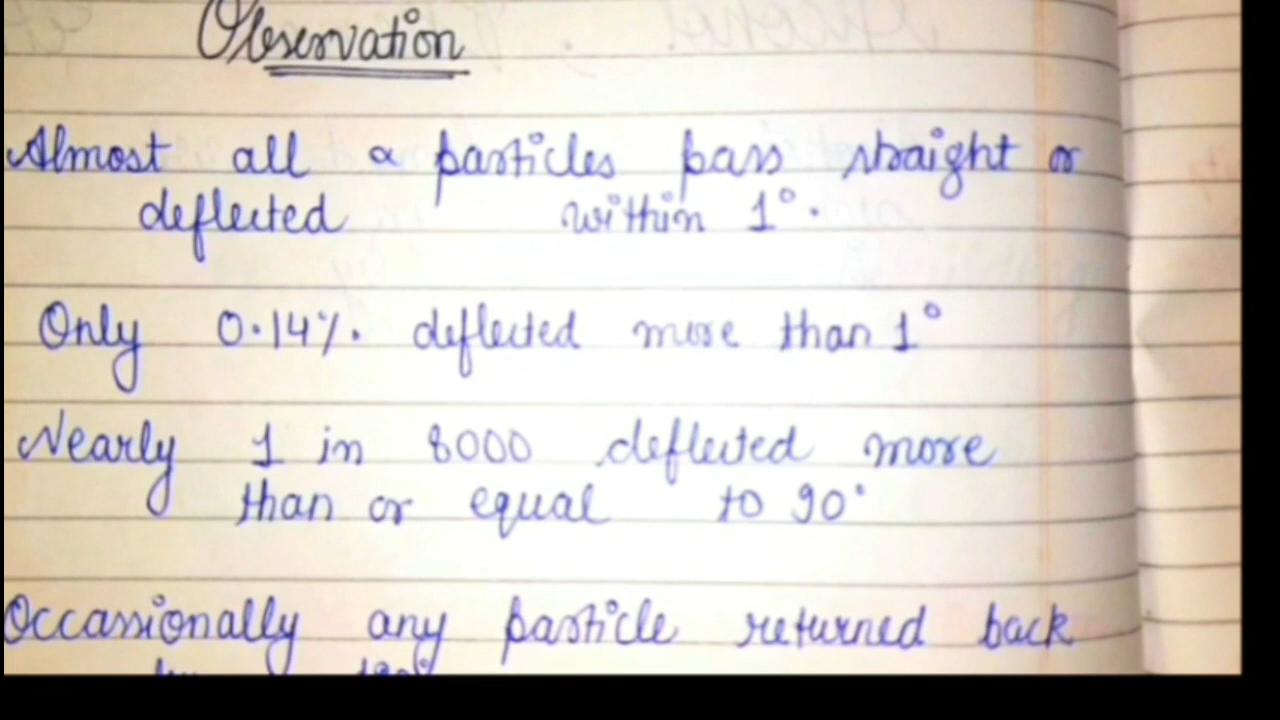 Observation
Almost all α particles pass straight or
deflected within 1°.
Only 0.14%. deflected more than 1°
Nearly 1 in 8000 deflected more
than or equal to 90°
Occassionally any particle returned back